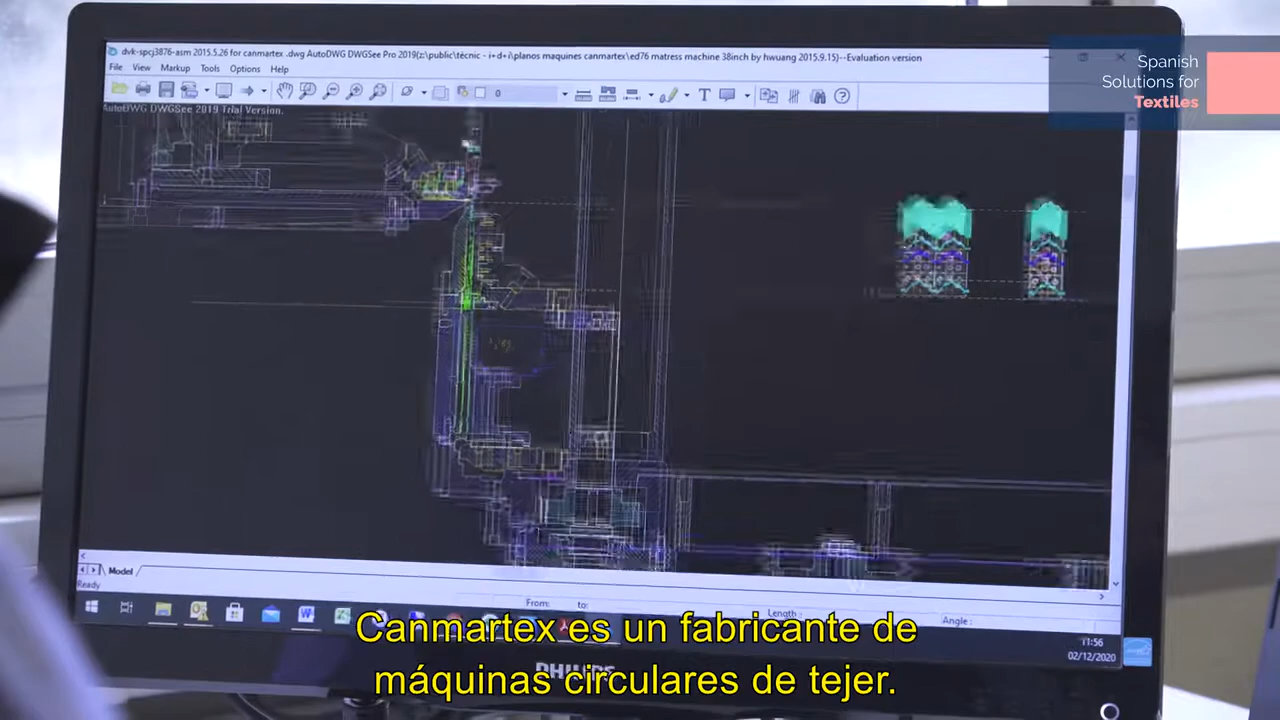 dvk-spcj3876-asm 2015.5.26 for canmartex .dwg AutoDWG DWGSee Pro 2019(z:\public\tècnic - i+d+i\planos maquines canmartex\ed76 matress machine 38inch by hwuang 2015.9.15)--Evaluation version
File View Markup Tools Options Help
0
AutoDWG DWGSee 2019 Trial Version.
Spanish
Solutions for
Textiles
Model
Ready
From: to: Length : Angle :
11:56
02/12/2020
PHILIPS
Canmartex es un fabricante de
máquinas circulares de tejer.